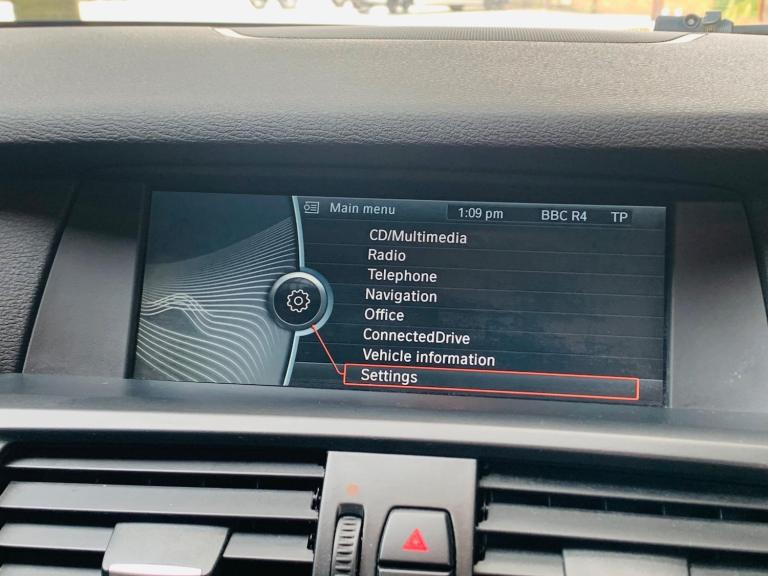 Main menu 1:09 pm BBC R4 TP
CD/Multimedia
Radio
Telephone
Navigation
Office
ConnectedDrive
Vehicle information
Settings